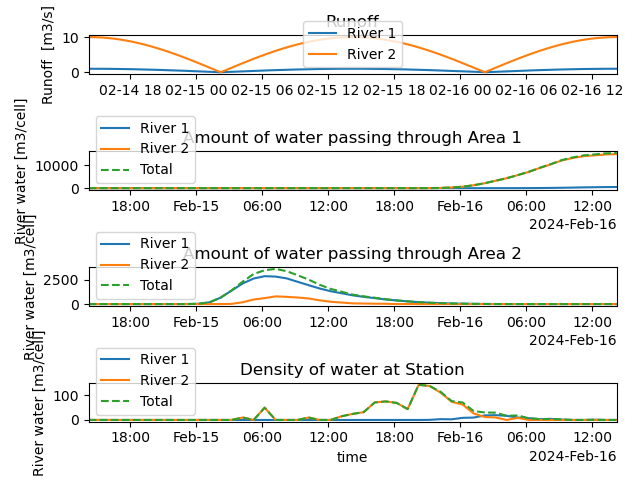 Runoff
Runoff  [m3/s]
10
0
River 1
River 2
02-14 18 02-15 00 02-15 06 02-15 12 02-15 18 02-16 00 02-16 06 02-16 12
Amount of water passing through Area 1
River water [m3/cell]
10000
0
River 1
River 2
Total
18:00 Feb-15 06:00 12:00 18:00 Feb-16 06:00 12:00
2024-Feb-16
Amount of water passing through Area 2
River water [m3/cell]
2500
0
River 1
River 2
Total
18:00 Feb-15 06:00 12:00 18:00 Feb-16 06:00 12:00
2024-Feb-16
Density of water at Station
River water [m3/cell]
100
0
River 1
River 2
Total
18:00 Feb-15 06:00 12:00 18:00 Feb-16 06:00 12:00
time
2024-Feb-16